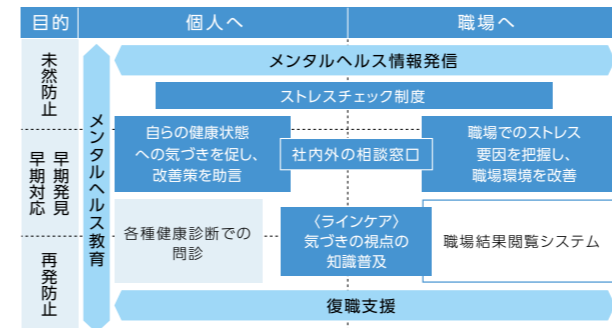 目的
個人へ
職場へ
未然防止
早期発見
早期対応
再発防止
メンタルヘルス教育
メンタルヘルス情報発信
ストレスチェック制度
自らの健康状態
への気づきを促し、
改善策を助言
社内外の相談窓口
職場でのストレス
要因を把握し、
職場環境を改善
各種健康診断での
問診
〈ラインケア〉
気づきの視点の
知識普及
職場結果閲覧システム
復職支援